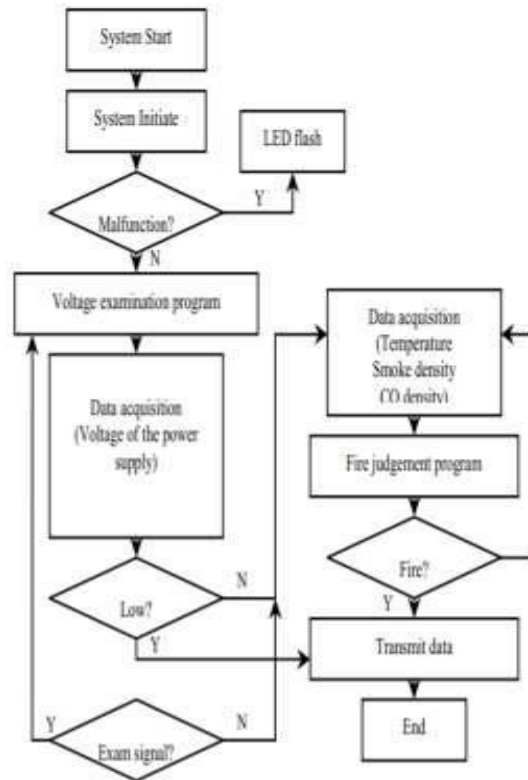 System Start
System Initiate
LED flash
Malfunction?
Y
N
Voltage examination program
Data acquisition
(Voltage of the power
supply)
Low?
N
Y
Exam signal?
Y
N
Data acquisition
(Temperature
Smoke density
CO density)
Fire judgement program
Fire?
Y
Transmit data
End